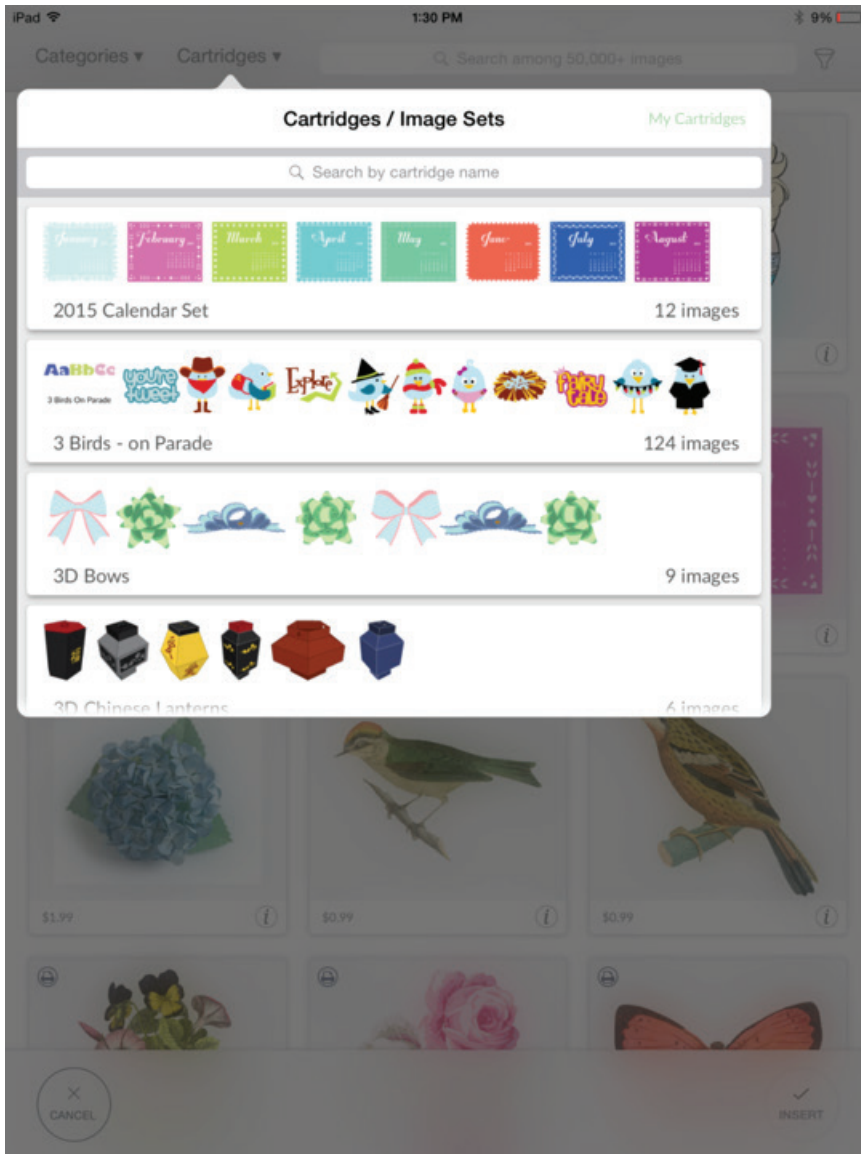 iPad 1:30 PM 9%
Categories ▾ Cartridges ▾ Search among 50,000+ images
Cartridges / Image Sets My Cartridges
Search by cartridge name
January February March April May June July August
2015 Calendar Set 12 images
AaBbCc you're tweet Explore Fairy tale
3 Birds On Parade
3 Birds - on Parade 124 images
3D Bows 9 images
3D Chinese Lanterns 6 images
$1.99 i $0.99 i $0.99 i
CANCEL INSERT